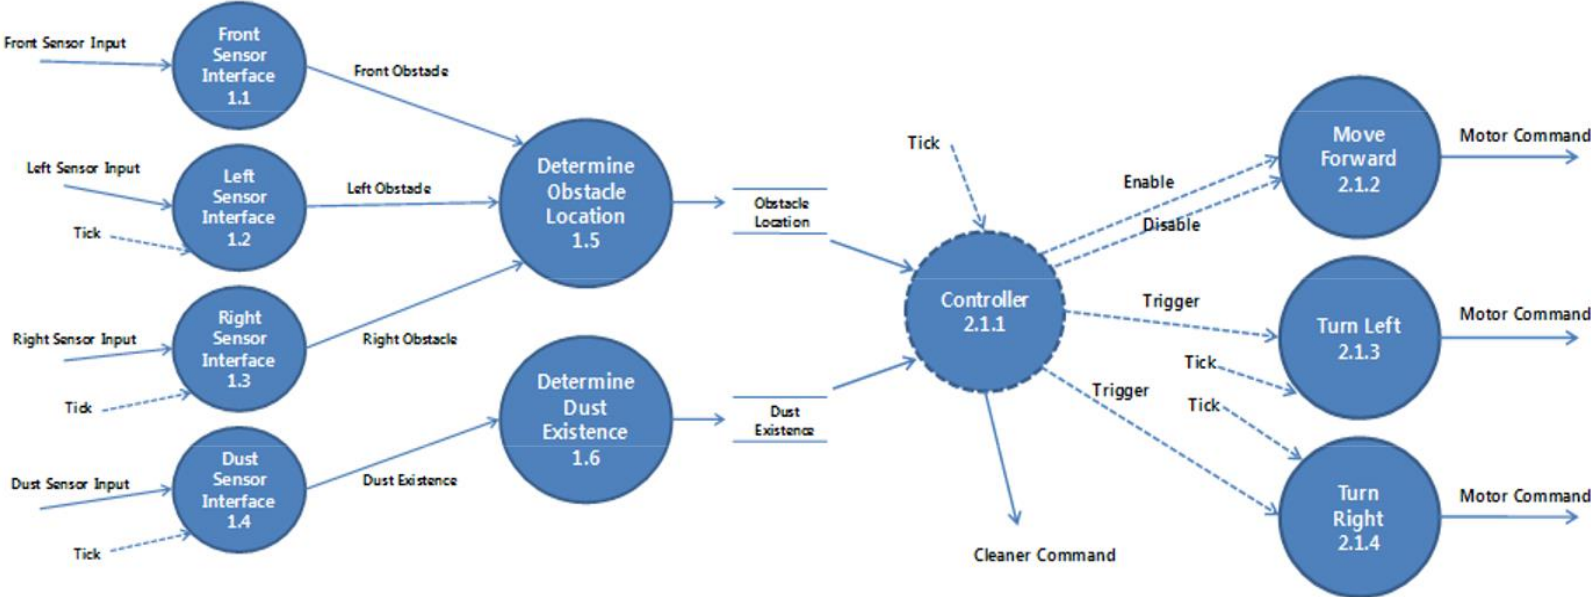 Front Sensor Input
Front
Sensor
Interface
1.1
Front Obstade
Left Sensor Input
Tick
Left
Sensor
Interface
1.2
Left Obstade
Right Sensor Input
Tick
Right
Sensor
Interface
1.3
Right Obstacle
Dust Sensor Input
Tick
Dust
Sensor
Interface
1.4
Dust Existence
Determine
Obstacle
Location
1.5
Determine
Dust
Existence
1.6
Obstacle
Location
Dust
Existence
Tick
Controller
2.1.1
Cleaner Command
Enable
Disable
Trigger
Tick
Trigger
Tick
Move
Forward
2.1.2
Motor Command
Turn Left
2.1.3
Motor Command
Turn
Right
2.1.4
Motor Command